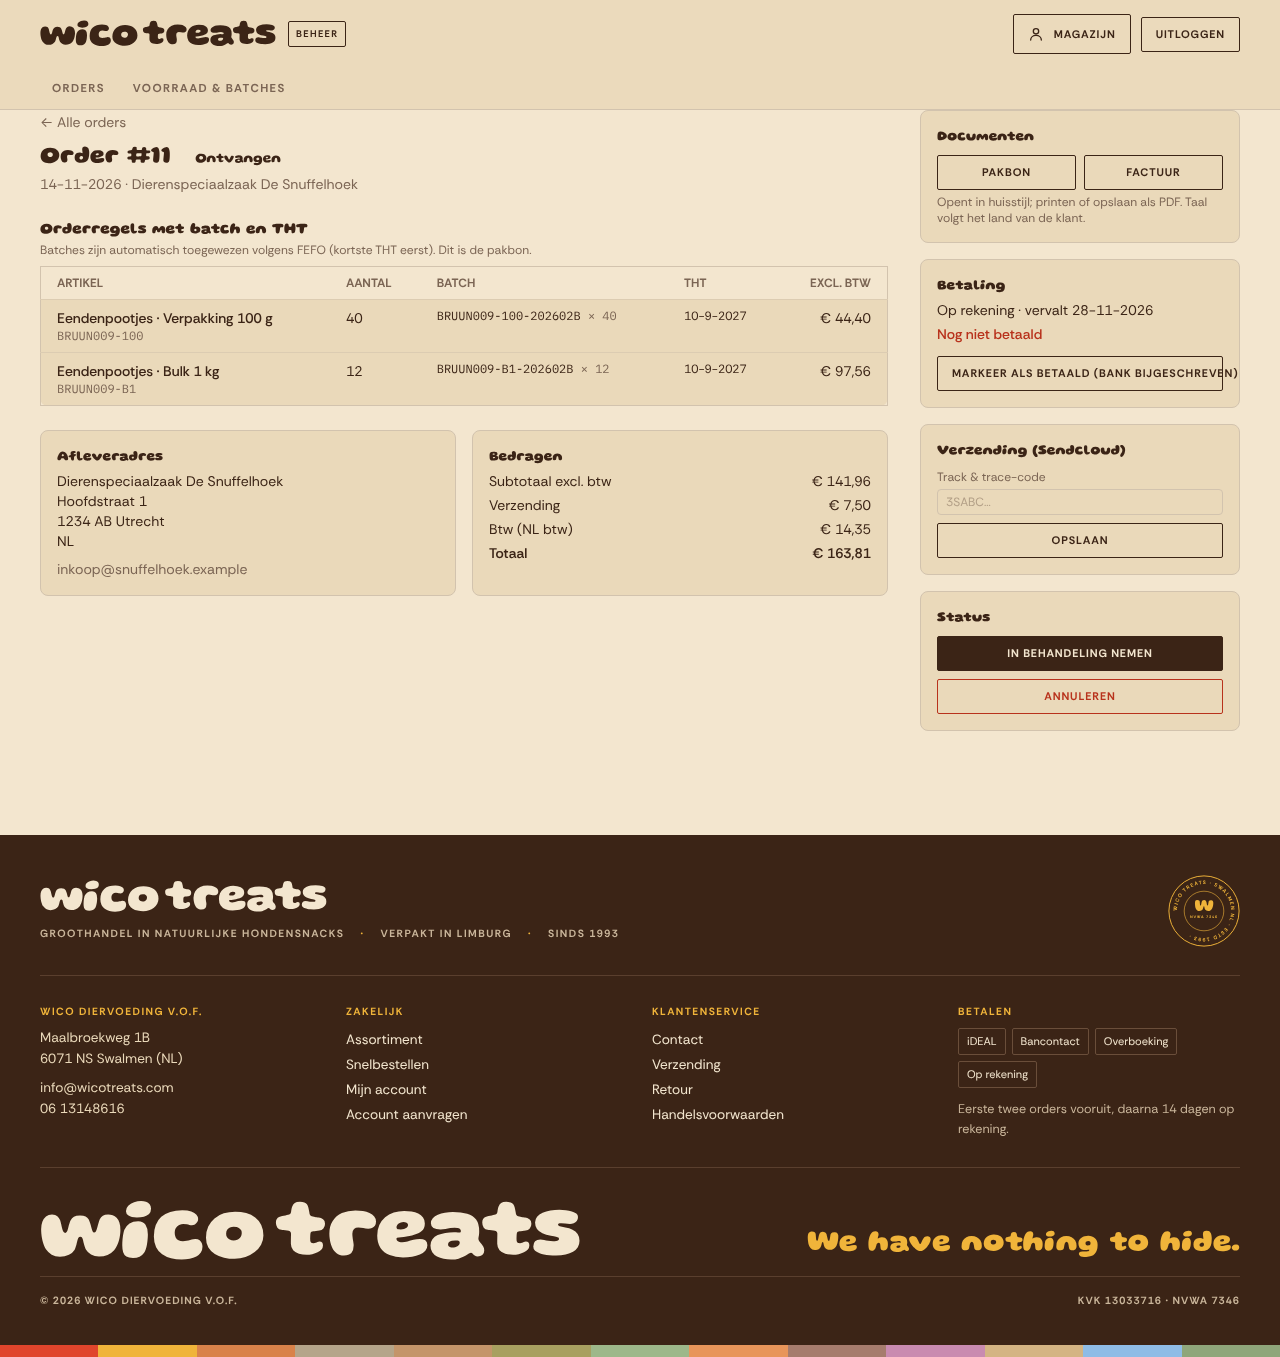 wico treats BEHEER
MAGAZIJN
UITLOGGEN
ORDERS VOORRAAD & BATCHES
← Alle orders
Order #11 Ontvangen
14-11-2026 · Dierenspeciaalzaak De Snuffelhoek
Orderregels met batch en THT
Batches zijn automatisch toegewezen volgens FEFO (kortste THT eerst). Dit is de pakbon.
ARTIKEL AANTAL BATCH THT EXCL. BTW
Eendenpootjes · Verpakking 100 g 40 BRUUN009-100-202602B × 40 10-9-2027 € 44,40
BRUUN009-100
Eendenpootjes · Bulk 1 kg 12 BRUUN009-B1-202602B × 12 10-9-2027 € 97,56
BRUUN009-B1
Afleveradres
Dierenspeciaalzaak De Snuffelhoek
Hoofdstraat 1
1234 AB Utrecht
NL
inkoop@snuffelhoek.example
Bedragen
Subtotaal excl. btw € 141,96
Verzending € 7,50
Btw (NL btw) € 14,35
Totaal € 163,81
Documenten
PAKBON FACTUUR
Opent in huisstijl; printen of opslaan als PDF. Taal
volgt het land van de klant.
Betaling
Op rekening · vervalt 28-11-2026
Nog niet betaald
MARKEER ALS BETAALD (BANK BIJGESCHREVEN)
Verzending (Sendcloud)
Track & trace-code
3SABC...
OPSLAAN
Status
IN BEHANDELING NEMEN
ANNULEREN
wico treats
GROOTHANDEL IN NATUURLIJKE HONDENSNACKS · VERPAKT IN LIMBURG · SINDS 1993
WICO TREATS · SWALMEN NL · ESTD 1993 ·
W
NVWA 7346
WICO DIERVOEDING V.O.F.
Maalbroekweg 1B
6071 NS Swalmen (NL)
info@wicotreats.com
06 13148616
ZAKELIJK
Assortiment
Snelbestellen
Mijn account
Account aanvragen
KLANTENSERVICE
Contact
Verzending
Retour
Handelsvoorwaarden
BETALEN
iDEAL Bancontact Overboeking
Op rekening
Eerste twee orders vooruit, daarna 14 dagen op
rekening.
wico treats
We have nothing to hide.
© 2026 WICO DIERVOEDING V.O.F.
KVK 13033716 · NVWA 7346